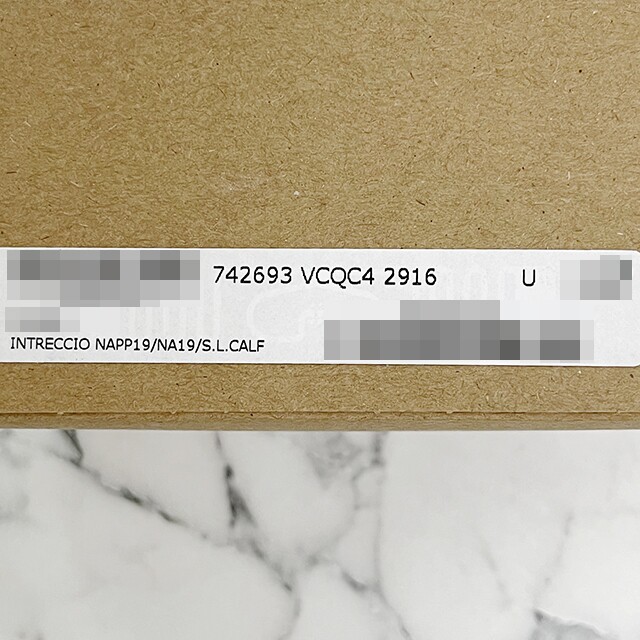 742693 VCQC4 2916 U
INTRECCIO NAPP19/NA19/S.L.CALF